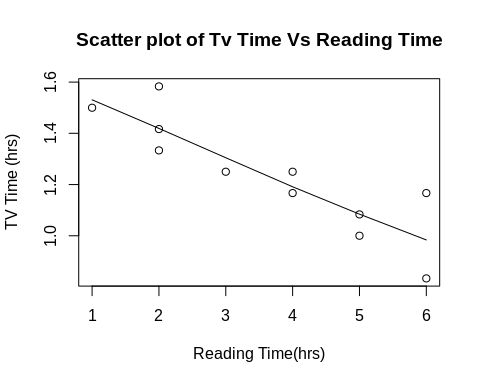 Scatter plot of Tv Time Vs Reading Time
TV Time (hrs)
1.6
1.4
1.2
1.0
1 2 3 4 5 6
Reading Time(hrs)